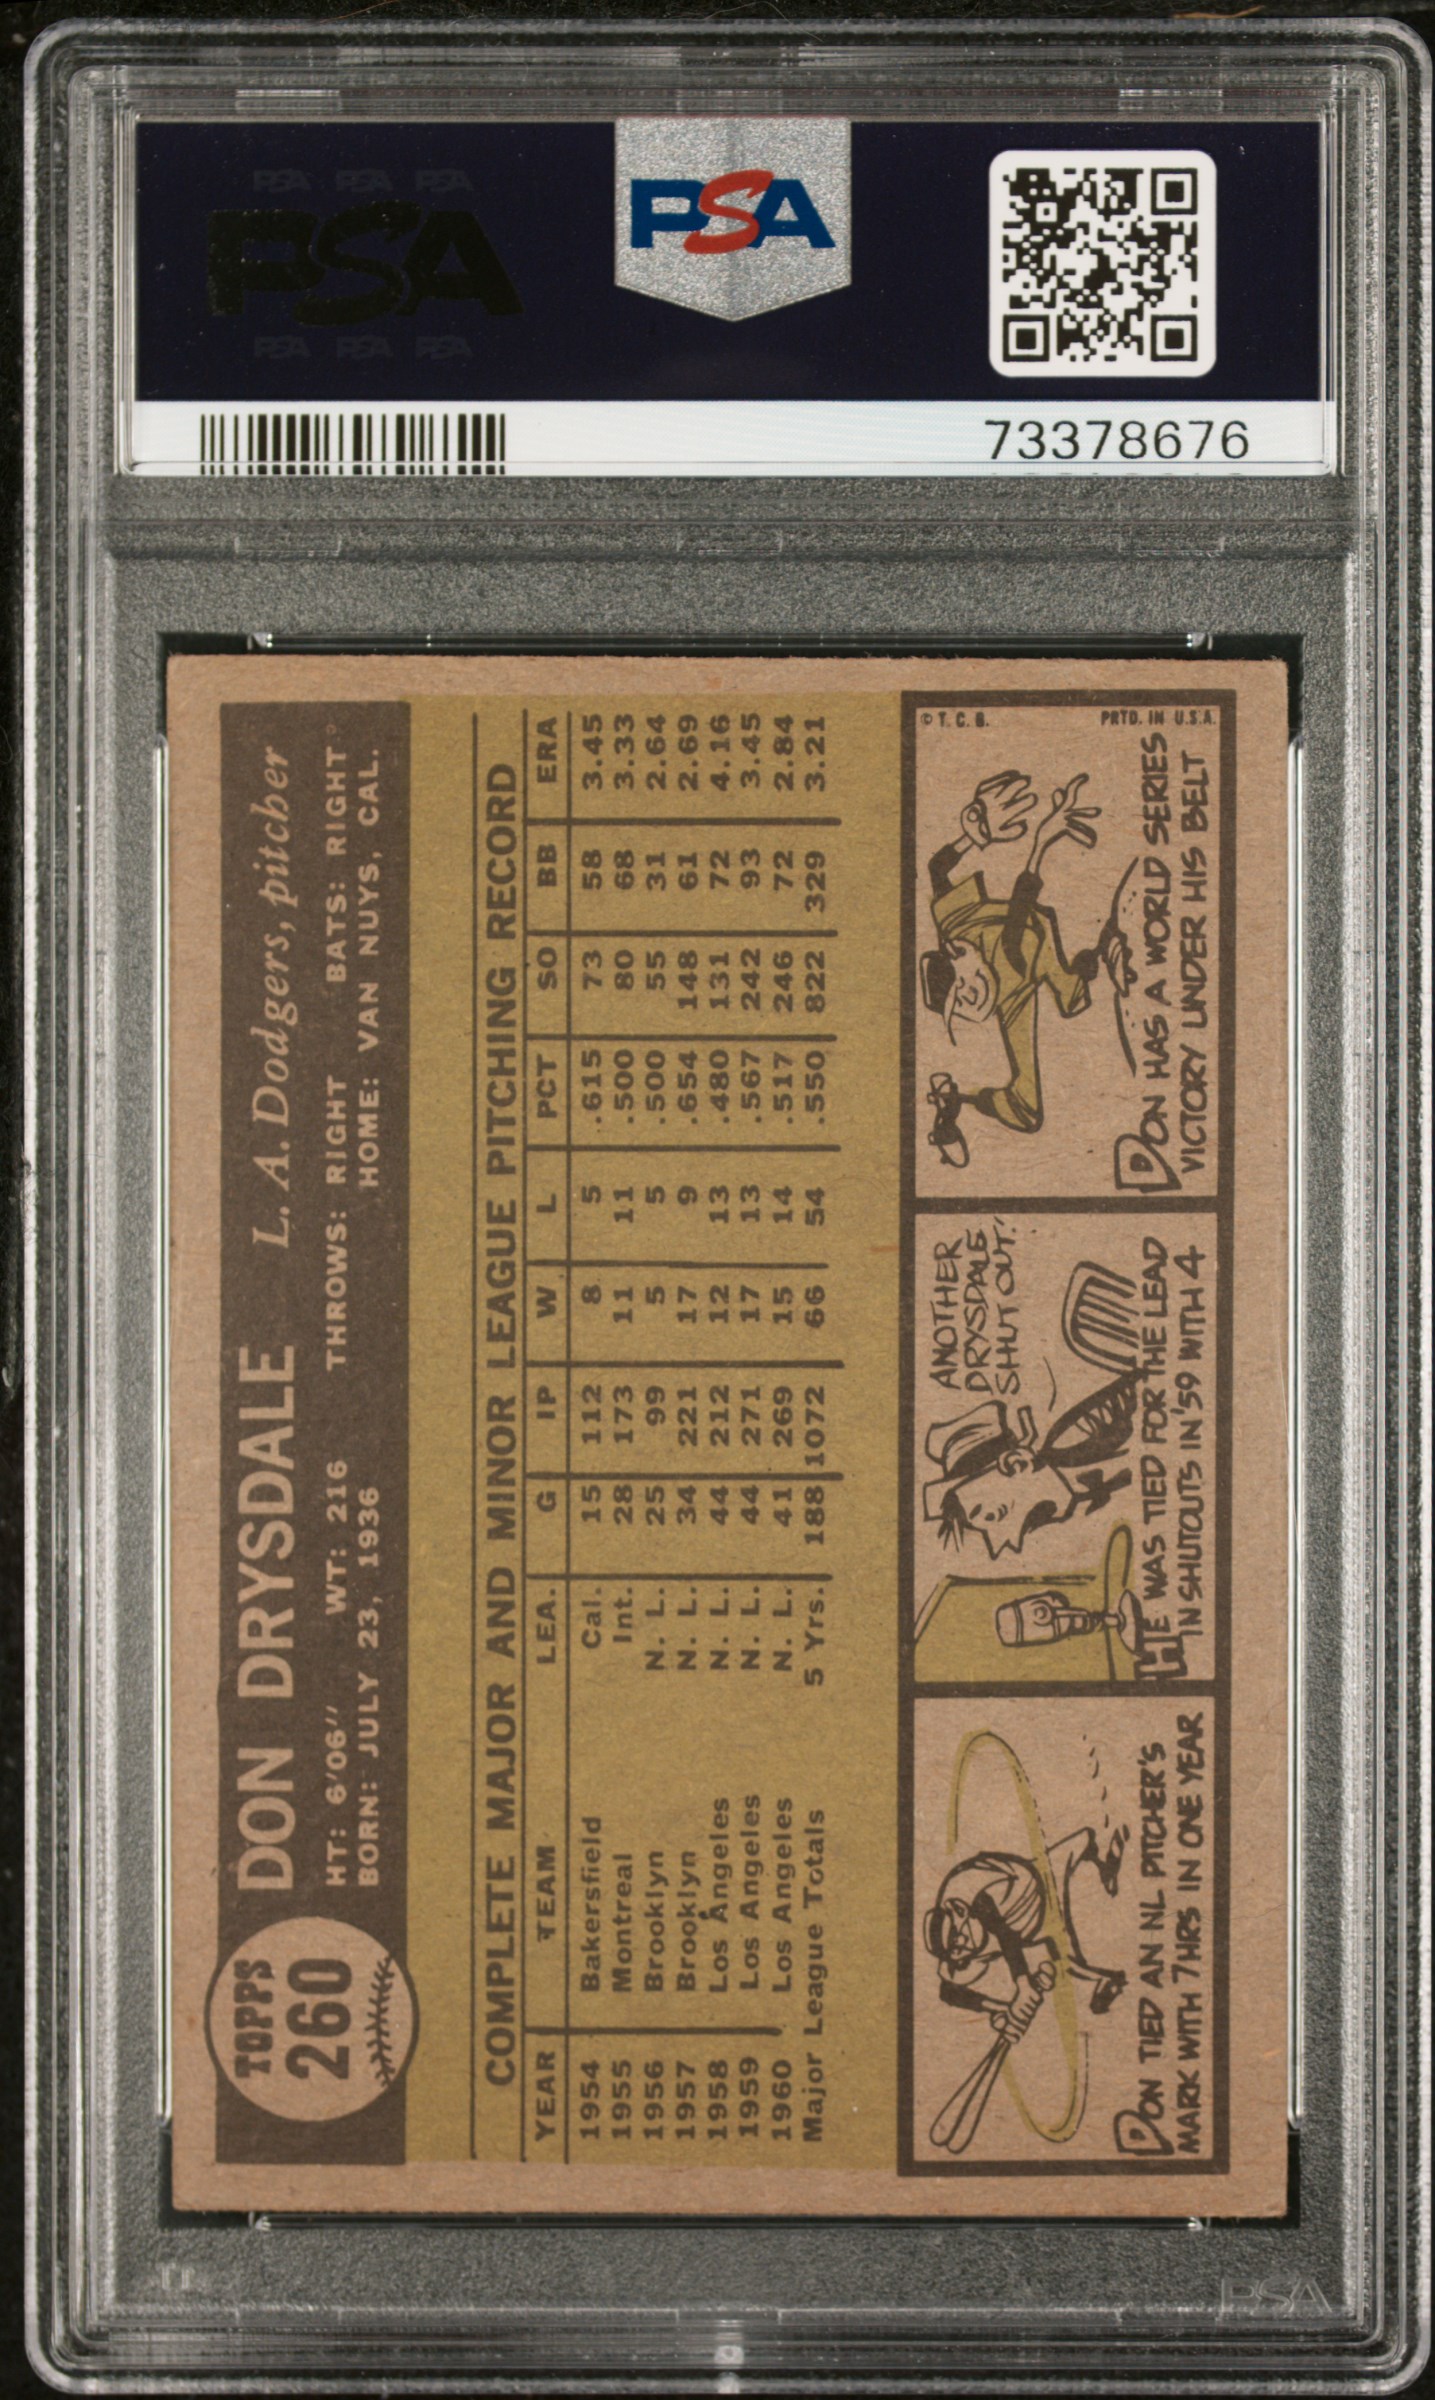 PSA PSA PSA
PSA
PSA PSA PSA
PSA
73378676
TOPPS
260
DON DRYSDALE L. A. Dodgers, pitcher
HT: 6'06" WT: 216 THROWS: RIGHT BATS: RIGHT
BORN: JULY 23, 1936 HOME: VAN NUYS, CAL.
COMPLETE MAJOR AND MINOR LEAGUE PITCHING RECORD
YEAR TEAM LEA. G IP W L PCT SO BB ERA
1954 Bakersfield Cal. 15 112 8 5 .615 73 58 3.45
1955 Montreal Int. 28 173 11 11 .500 80 68 3.33
1956 Brooklyn N. L. 25 99 5 5 .500 55 31 2.64
1957 Brooklyn N. L. 34 221 17 9 .654 148 61 2.69
1958 Los Angeles N. L. 44 212 12 13 .480 131 72 4.16
1959 Los Angeles N. L. 44 271 17 13 .567 242 93 3.45
1960 Los Angeles N. L. 41 269 15 14 .517 246 72 2.84
Major League Totals 5 Yrs. 188 1072 66 54 .550 822 329 3.21
DON TIED AN NL PITCHER'S
MARK WITH 7 HRS IN ONE YEAR
ANOTHER
DRYSDALE
SHUT OUT!
HE WAS TIED FOR THE LEAD
IN SHUTOUTS IN '59 WITH 4
© T. C. G. PRTD. IN U.S.A.
DON HAS A WORLD SERIES
VICTORY UNDER HIS BELT
PSA